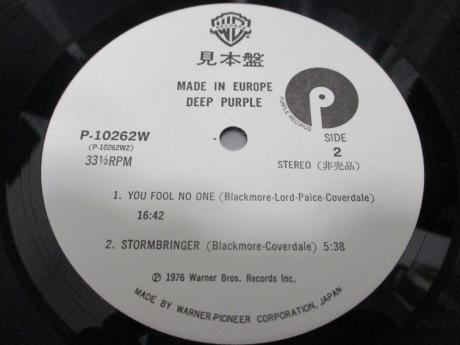 見本盤
MADE IN EUROPE
DEEP PURPLE
PURPLE RECORDS
P-10262W
(P-10262W2)
33⅓RPM
SIDE
2
STEREO (非売品)
1. YOU FOOL NO ONE (Blackmore-Lord-Paice-Coverdale)
16:42
2. STORMBRINGER (Blackmore-Coverdale) 5:38
Ⓟ © 1976 Warner Bros. Records Inc.
MADE BY WARNER-PIONEER CORPORATION, JAPAN